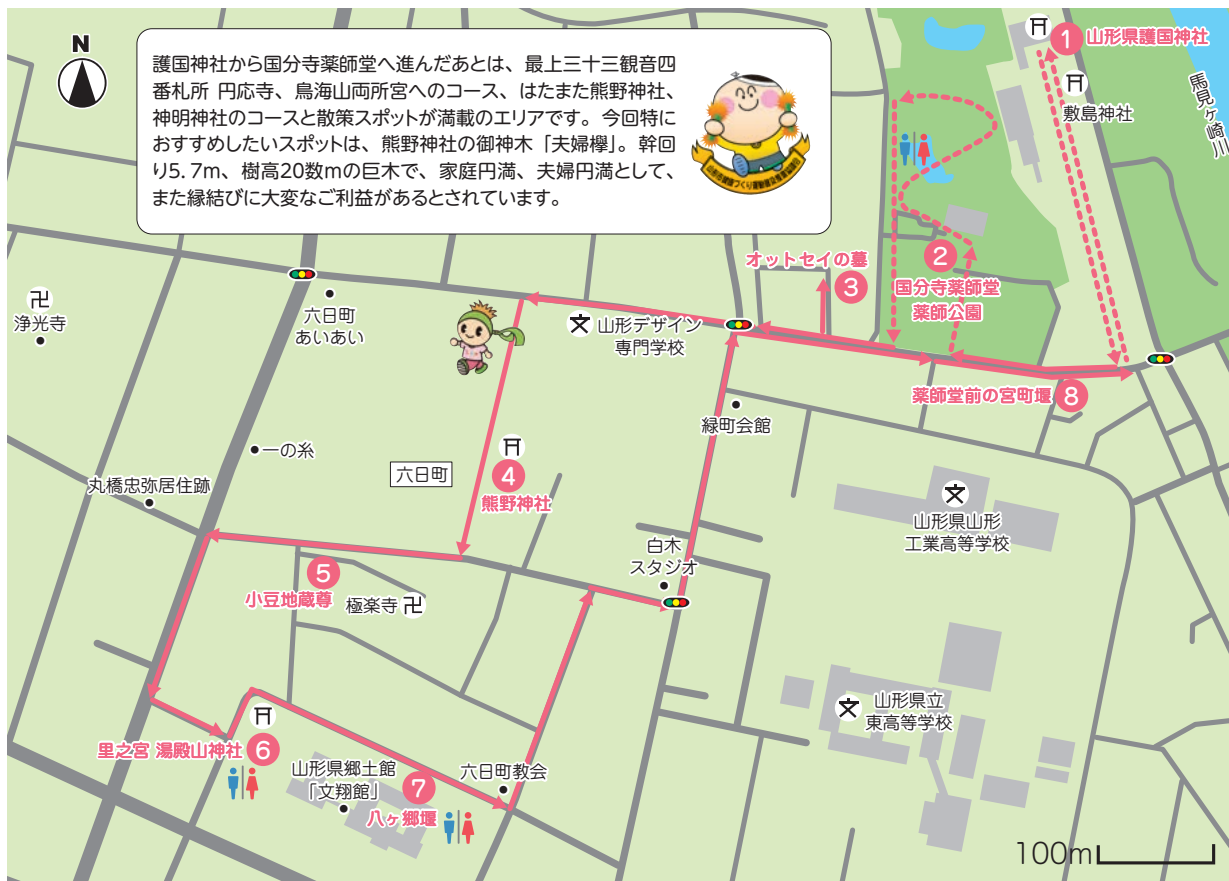 N
護国神社から国分寺薬師堂へ進んだあとは、最上三十三観音四
番札所 円応寺、鳥海山両所宮へのコース、はたまた熊野神社、
神明神社のコースと散策スポットが満載のエリアです。今回特に
おすすめしたいスポットは、熊野神社の御神木「夫婦欅」。幹回
り5.7m、樹高20数mの巨木で、家庭円満、夫婦円満として、
また縁結びに大変なご利益があるとされています。
1 山形県護国神社
敷島神社
馬見ヶ崎川
2
国分寺薬師堂
薬師公園
オットセイの墓
3
卍
浄光寺
六日町
あいあい
文 山形デザイン
専門学校
薬師堂前の宮町堰 8
緑町会館
一の糸
丸橋忠弥居住跡
六日町
4
熊野神社
文
山形県山形
工業高等学校
白木
スタジオ
5
小豆地蔵尊
極楽寺 卍
文 山形県立
東高等学校
里之宮 湯殿山神社 6
山形県郷土館
「文翔館」
7
八ヶ郷堰
六日町教会
100m